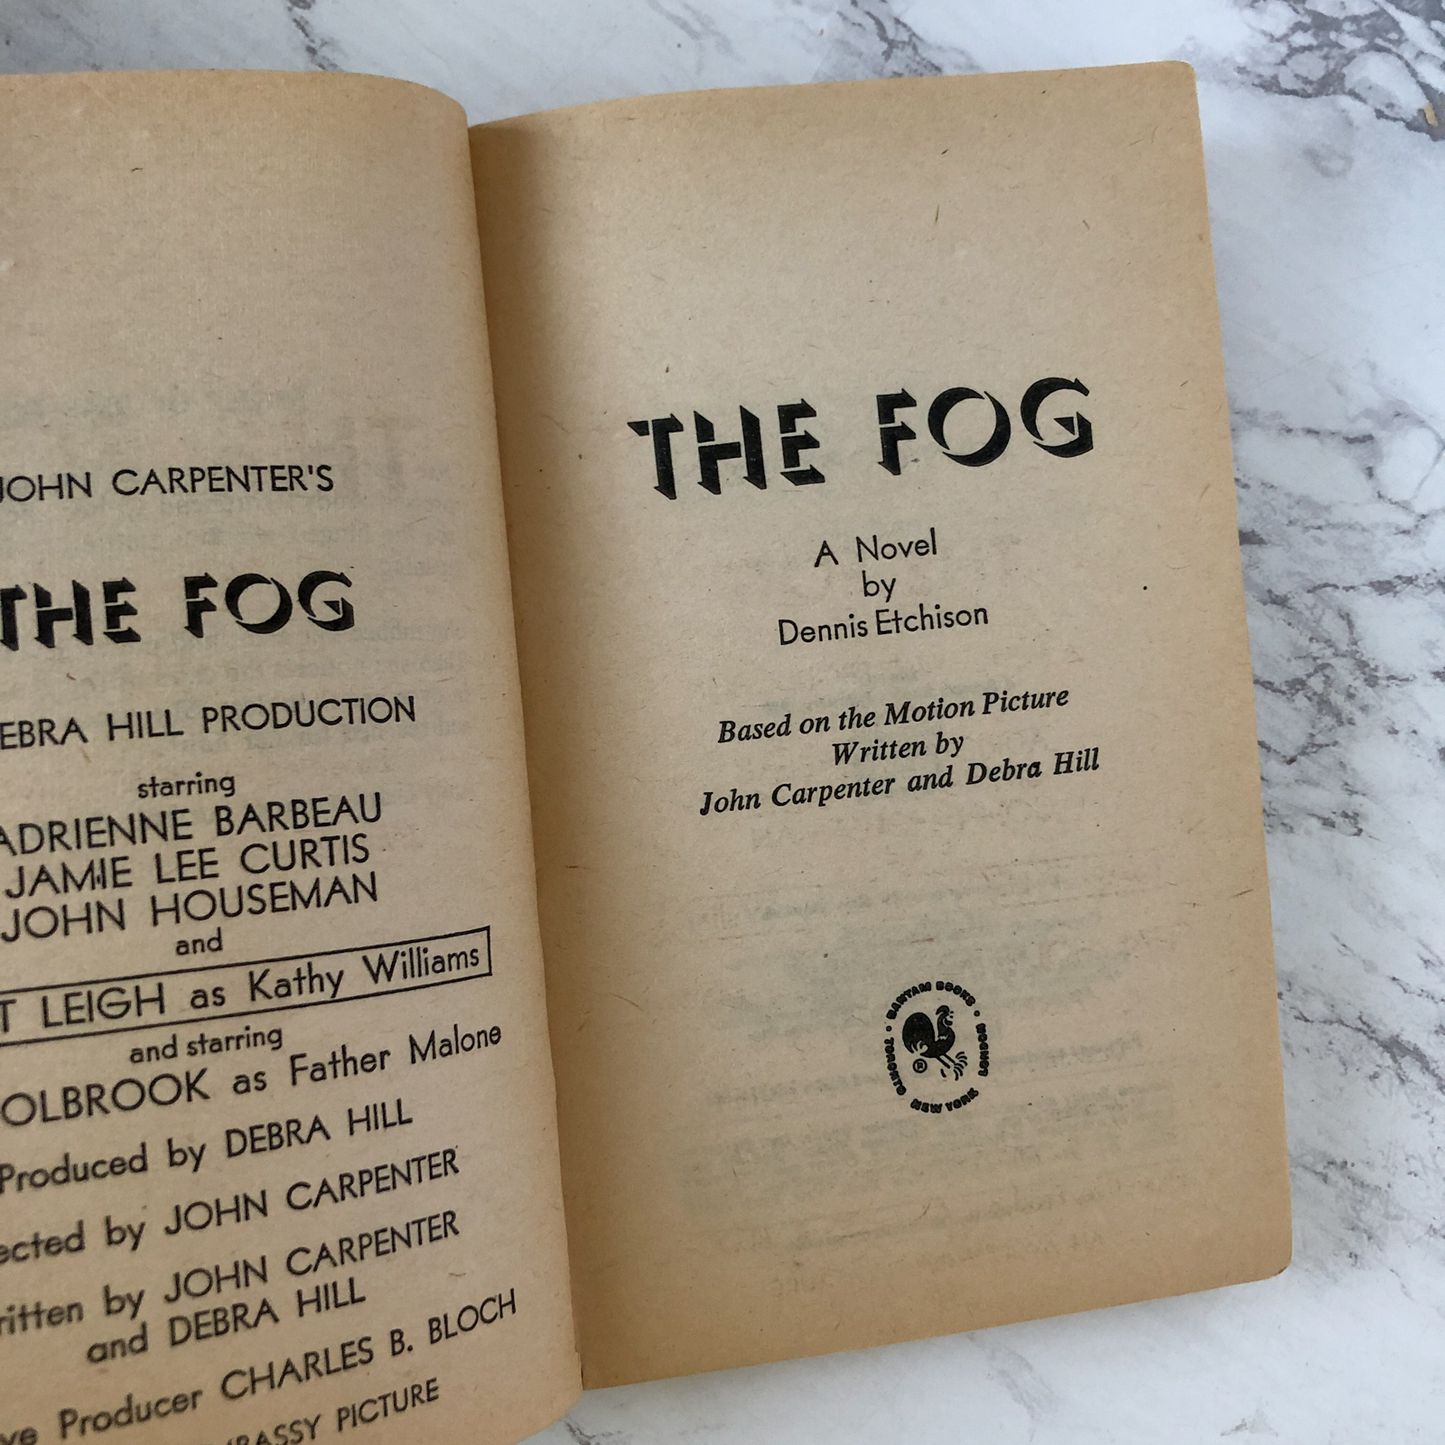 JOHN CARPENTER'S
THE FOG
EBRA HILL PRODUCTION
starring
ADRIENNE BARBEAU
JAMIE LEE CURTIS
JOHN HOUSEMAN
and
T LEIGH as Kathy Williams
and starring
OLBROOK as Father Malone
Produced by DEBRA HILL
ected by JOHN CARPENTER
ritten by JOHN CARPENTER
and DEBRA HILL
ve Producer CHARLES B. BLOCH
BASSY PICTURE
THE FOG
A Novel
by
Dennis Etchison
Based on the Motion Picture
Written by
John Carpenter and Debra Hill
BANTAM BOOKS
TORONTO • NEW YORK • LONDON
®